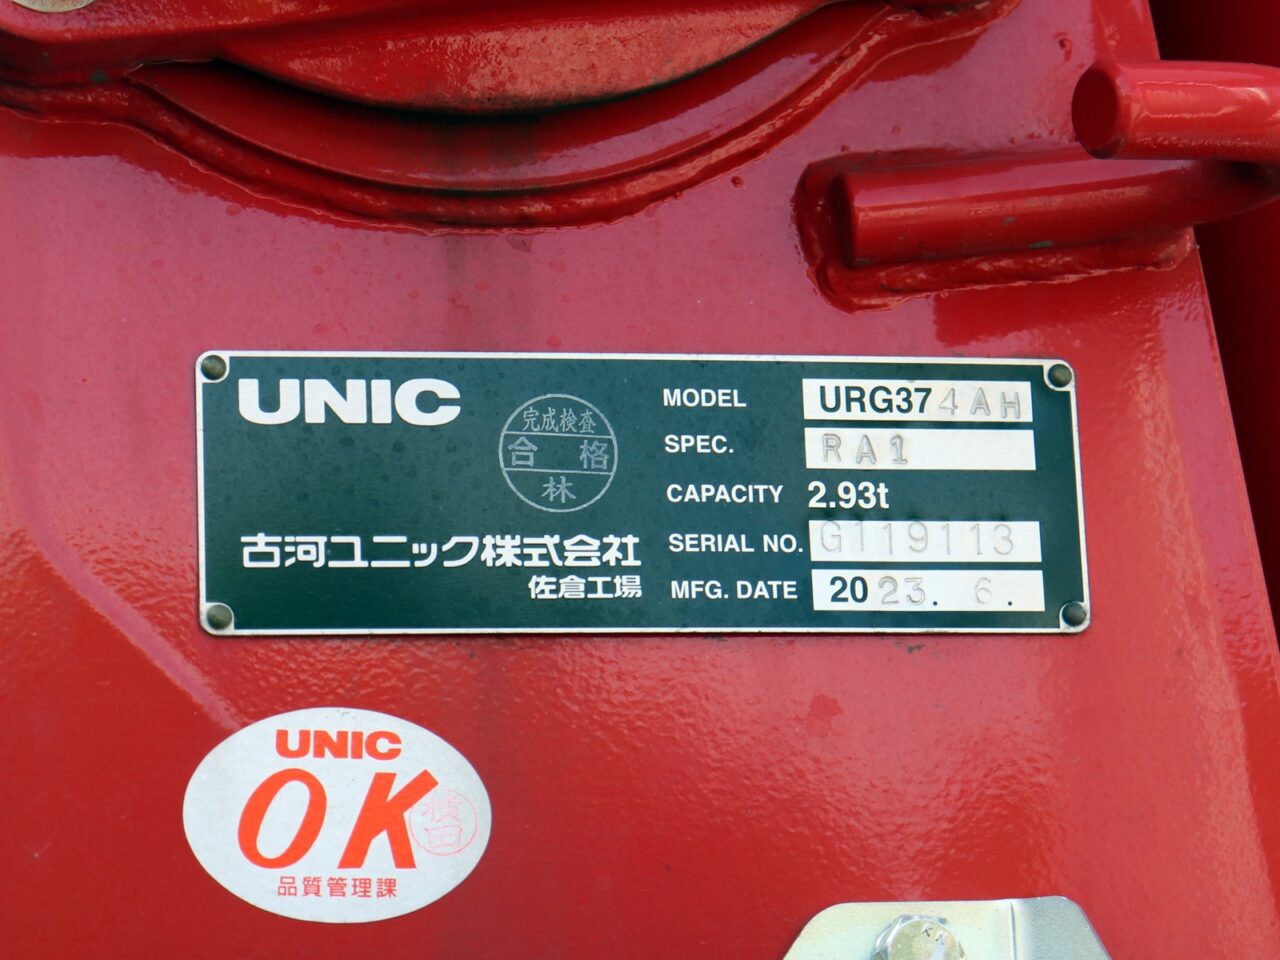 UNIC
完成検査
合格
林
MODEL URG374AH
SPEC. RA1
CAPACITY 2.93t
古河ユニック株式会社
佐倉工場
SERIAL NO. G119113
MFG. DATE 2023. 6.
UNIC
OK
品質管理課